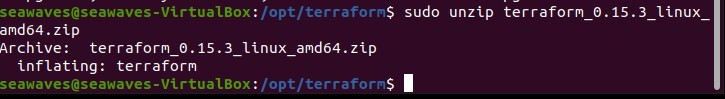 seawaves@seawaves-VirtualBox:/opt/terraform$ sudo unzip terraform_0.15.3_linux_
amd64.zip
Archive:  terraform_0.15.3_linux_amd64.zip
  inflating: terraform
seawaves@seawaves-VirtualBox:/opt/terraform$